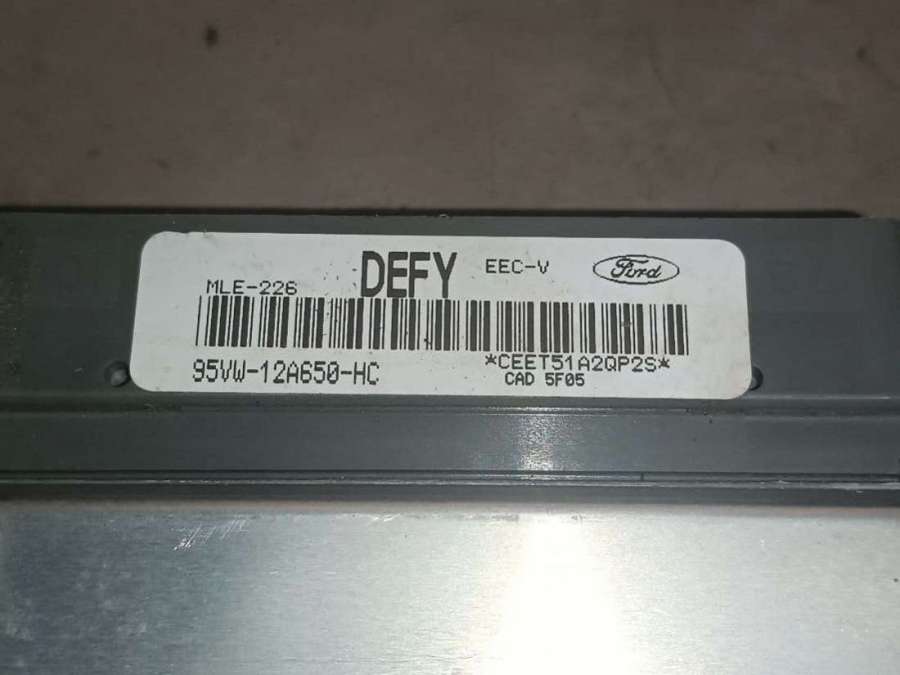 DEFY EEC-V Ford
MLE-226
*CEET51A2QP2S*
95VW-12A650-HC
CAD 5F05